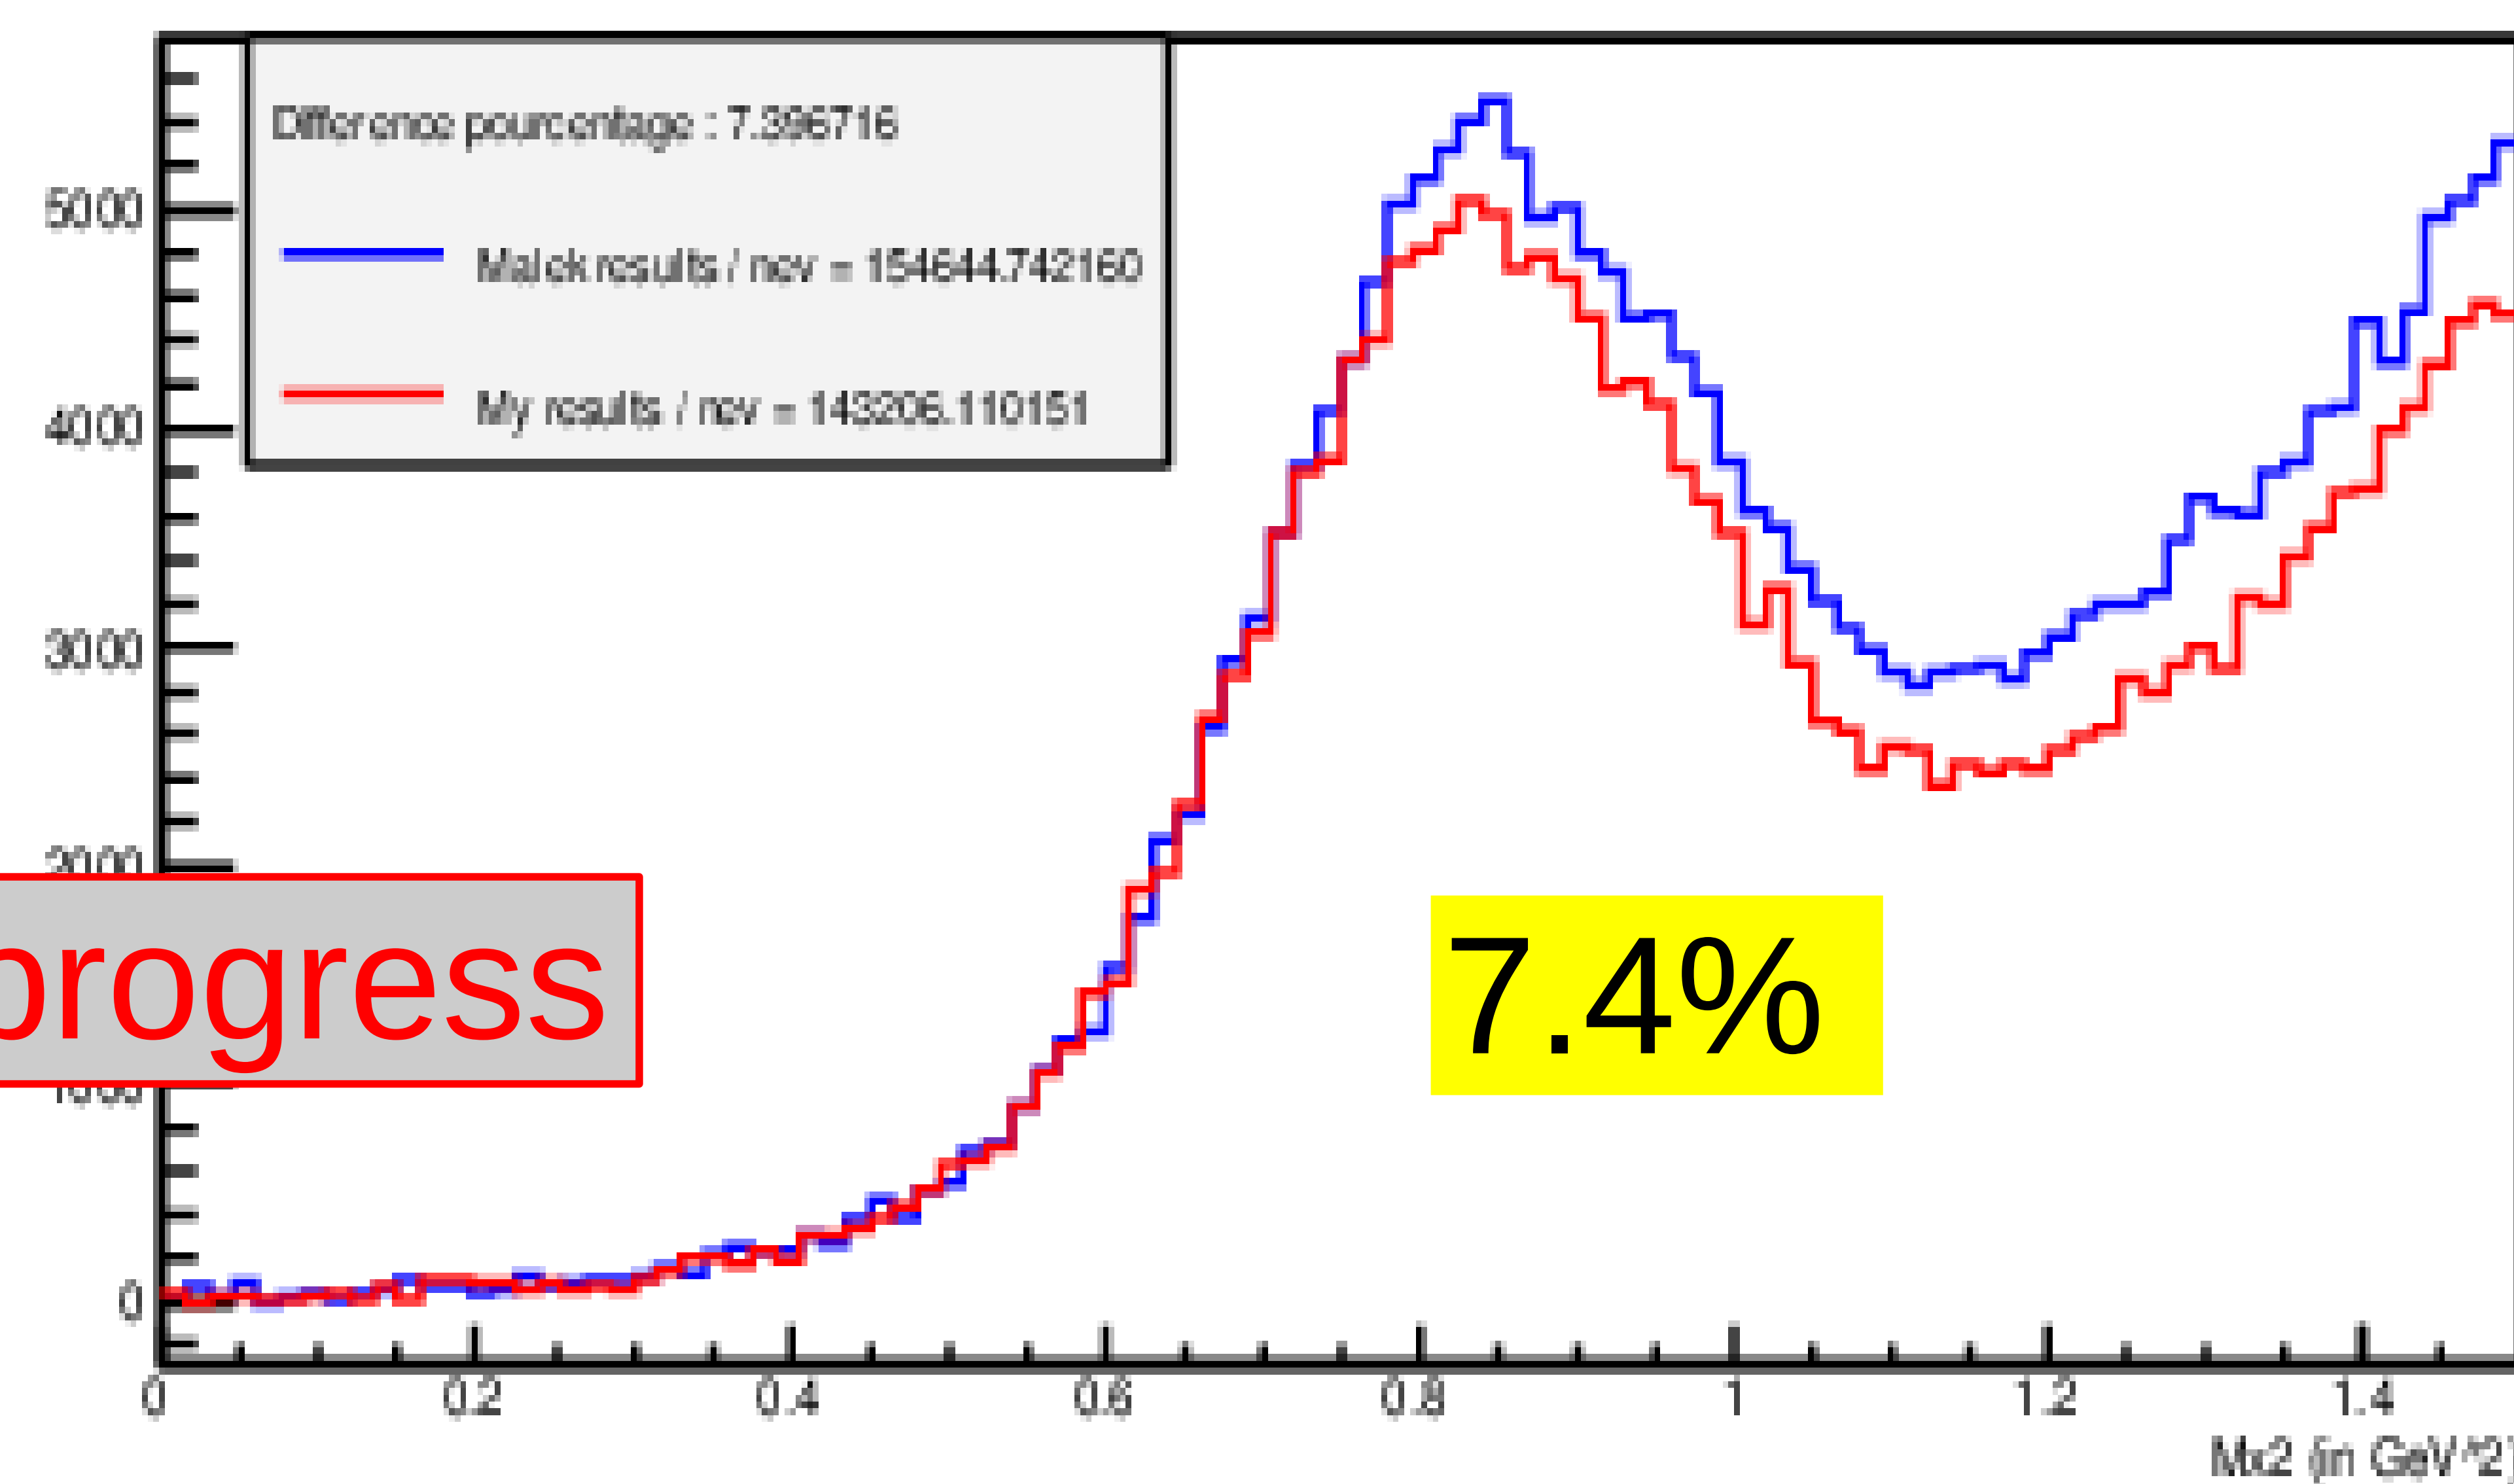 Difference pourcentage : 7.396716
Malek results / nev = 154644.742160
My results / nev = 143206.110151
5000
4000
3000
2000
1000
0
progress
7.4%
0 0.2 0.4 0.6 0.8 1 1.2 1.4
Mx2 (in GeV^2)